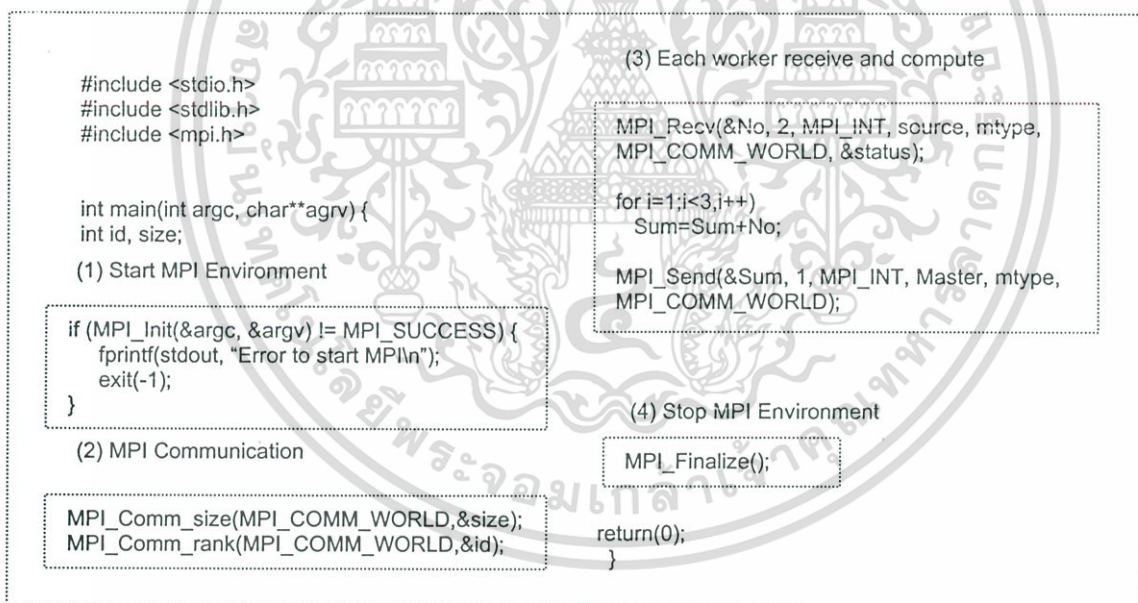 #include <stdio.h>
#include <stdlib.h>
#include <mpi.h>
int main(int argc, char**agrv) {
int id, size;
(1) Start MPI Environment
if (MPI_Init(&argc, &argv) != MPI_SUCCESS) {
fprintf(stdout, “Error to start MPI\n”);
exit(-1);
}
(2) MPI Communication
MPI_Comm_size(MPI_COMM_WORLD,&size);
MPI_Comm_rank(MPI_COMM_WORLD,&id);
(3) Each worker receive and compute
MPI_Recv(&No, 2, MPI_INT, source, mtype,
MPI_COMM_WORLD, &status);
for i=1;i<3,i++)
Sum=Sum+No;
MPI_Send(&Sum, 1, MPI_INT, Master, mtype,
MPI_COMM_WORLD);
(4) Stop MPI Environment
MPI_Finalize();
return(0);
}